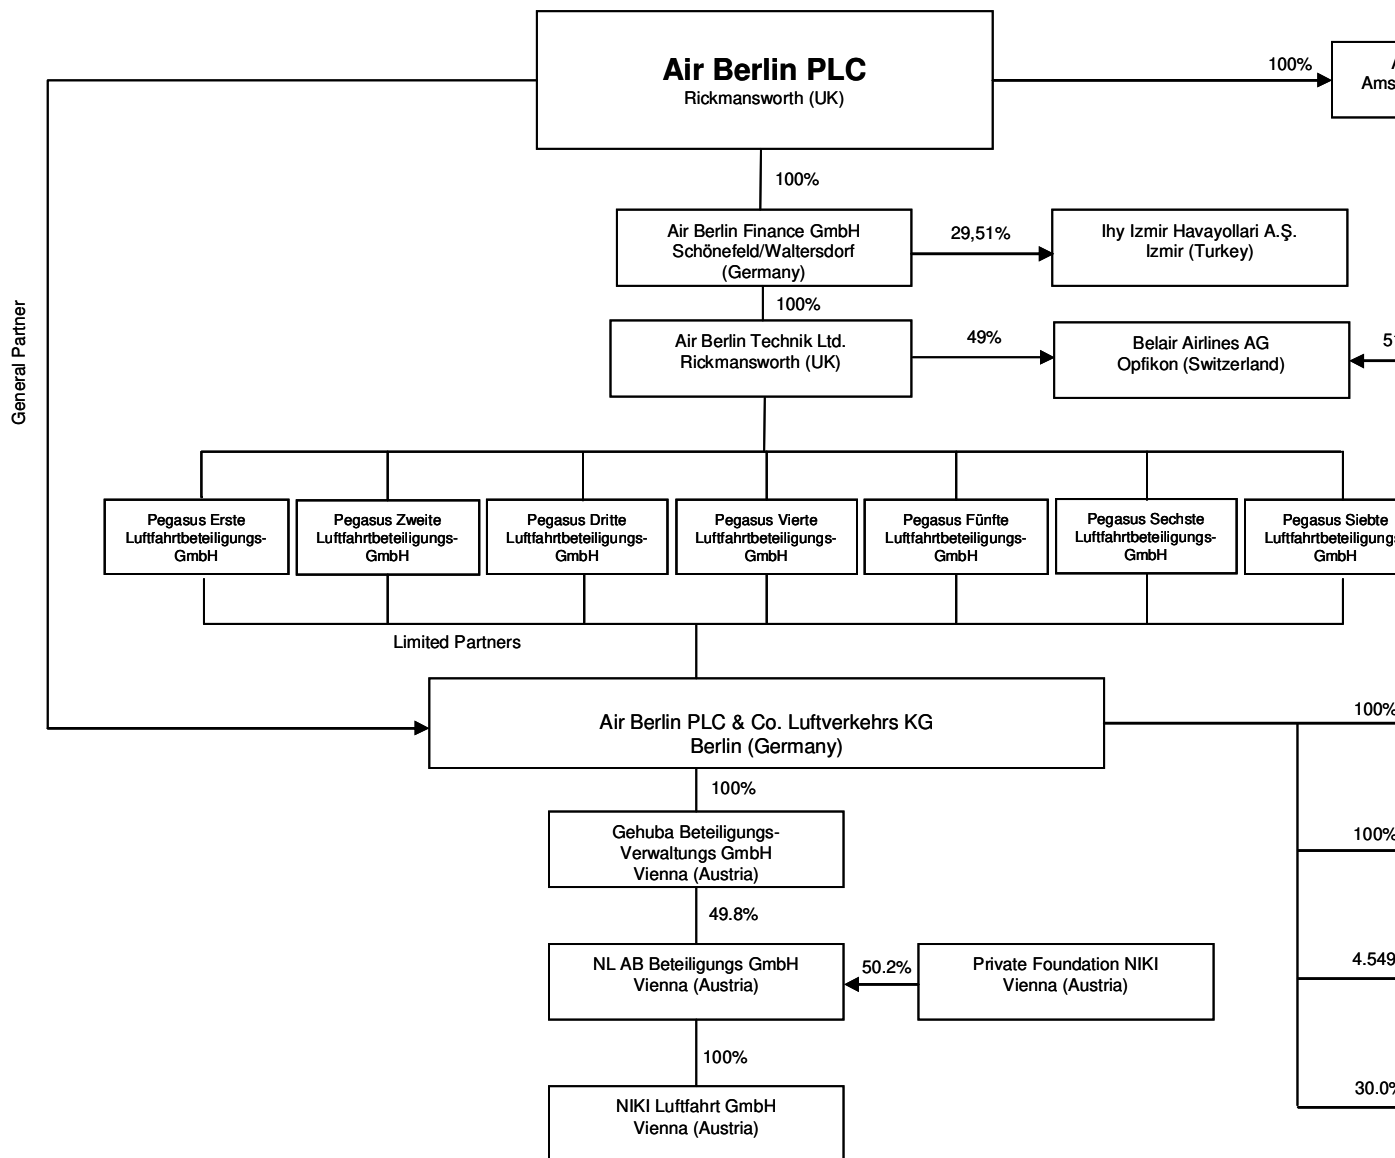 Air Berlin PLC
Rickmansworth (UK)
100%
100%
Air Berlin Finance GmbH
Schönefeld/Waltersdorf
(Germany)
29,51%
Ihy Izmir Havayollari A.Ş.
Izmir (Turkey)
100%
General Partner
Air Berlin Technik Ltd.
Rickmansworth (UK)
49%
Belair Airlines AG
Opfikon (Switzerland)
Pegasus Erste
Luftfahrtbeteiligungs-
GmbH
Pegasus Zweite
Luftfahrtbeteiligungs-
GmbH
Pegasus Dritte
Luftfahrtbeteiligungs-
GmbH
Pegasus Vierte
Luftfahrtbeteiligungs-
GmbH
Pegasus Fünfte
Luftfahrtbeteiligungs-
GmbH
Pegasus Sechste
Luftfahrtbeteiligungs-
GmbH
Pegasus Siebte
Luftfahrtbeteiligungs-
GmbH
Limited Partners
Air Berlin PLC & Co. Luftverkehrs KG
Berlin (Germany)
100%
100%
Gehuba Beteiligungs-
Verwaltungs GmbH
Vienna (Austria)
100%
49.8%
NL AB Beteiligungs GmbH
Vienna (Austria)
50.2%
Private Foundation NIKI
Vienna (Austria)
4.549
100%
NIKI Luftfahrt GmbH
Vienna (Austria)
30.0%